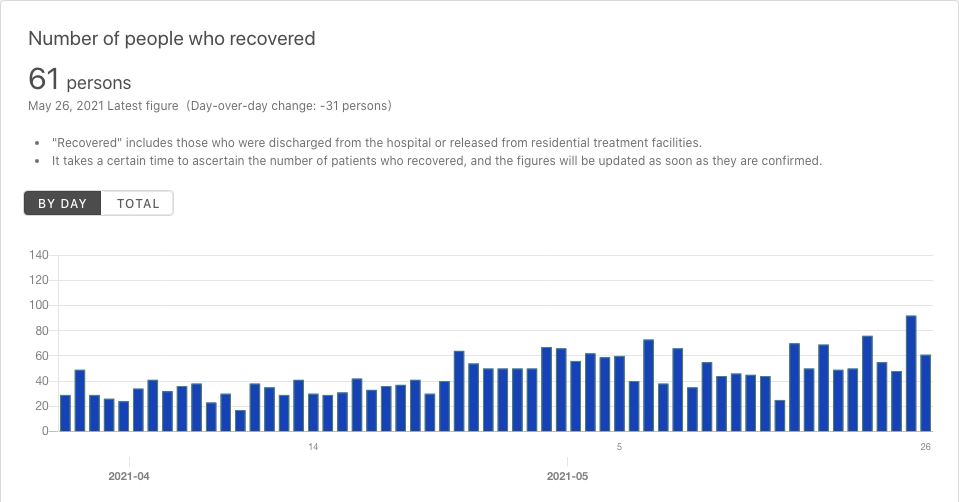 Number of people who recovered
61 persons
May 26, 2021 Latest figure (Day-over-day change: -31 persons)
• "Recovered" includes those who were discharged from the hospital or released from residential treatment facilities.
• It takes a certain time to ascertain the number of patients who recovered, and the figures will be updated as soon as they are confirmed.
BY DAY TOTAL
140
120
100
80
60
40
20
0
14 5 26
2021-04 2021-05